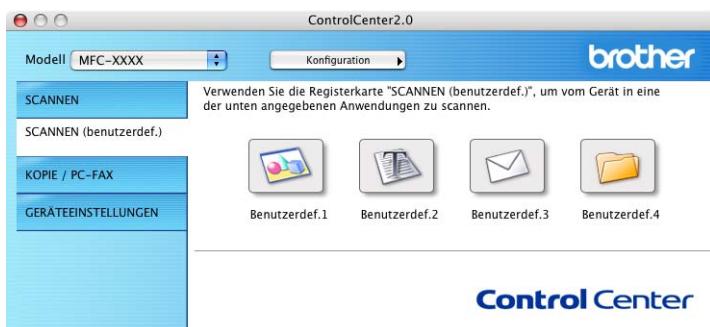 ControlCenter2.0
Modell MFC-XXXX Konfiguration brother
SCANNEN
SCANNEN (benutzerdef.)
KOPIE / PC-FAX
GERÄTEEINSTELLUNGEN
Verwenden Sie die Registerkarte "SCANNEN (benutzerdef.)", um vom Gerät in eine
der unten angegebenen Anwendungen zu scannen.
Benutzerdef.1 Benutzerdef.2 Benutzerdef.3 Benutzerdef.4
Control Center